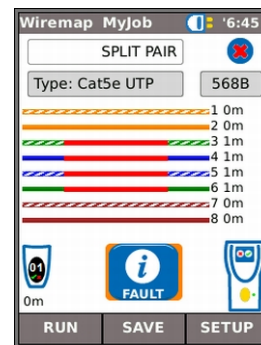 Wiremap MyJob '6:45
SPLIT PAIR
Type: Cat5e UTP 568B
1 0m
2 0m
3 1m
4 1m
5 1m
6 1m
7 0m
8 0m
01
i
0m
FAULT
RUN SAVE SETUP